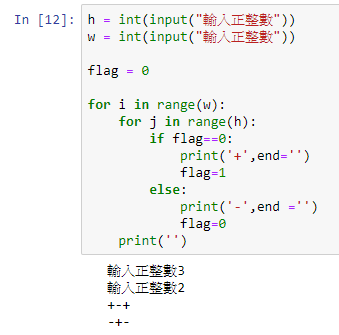 In [12]: h = int(input("輸入正整數"))
w = int(input("輸入正整數"))

flag = 0

for i in range(w):
    for j in range(h):
        if flag==0:
            print('+',end='')
            flag=1
        else:
            print('-',end ='')
            flag=0
    print('')
輸入正整數3
輸入正整數2
+-+
-+-